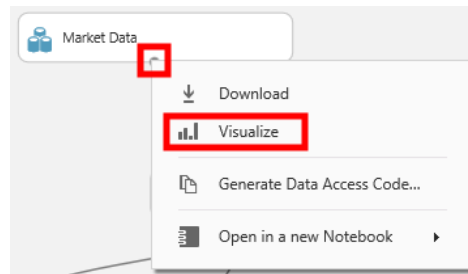 Market Data
Download
Visualize
Generate Data Access Code...
Open in a new Notebook